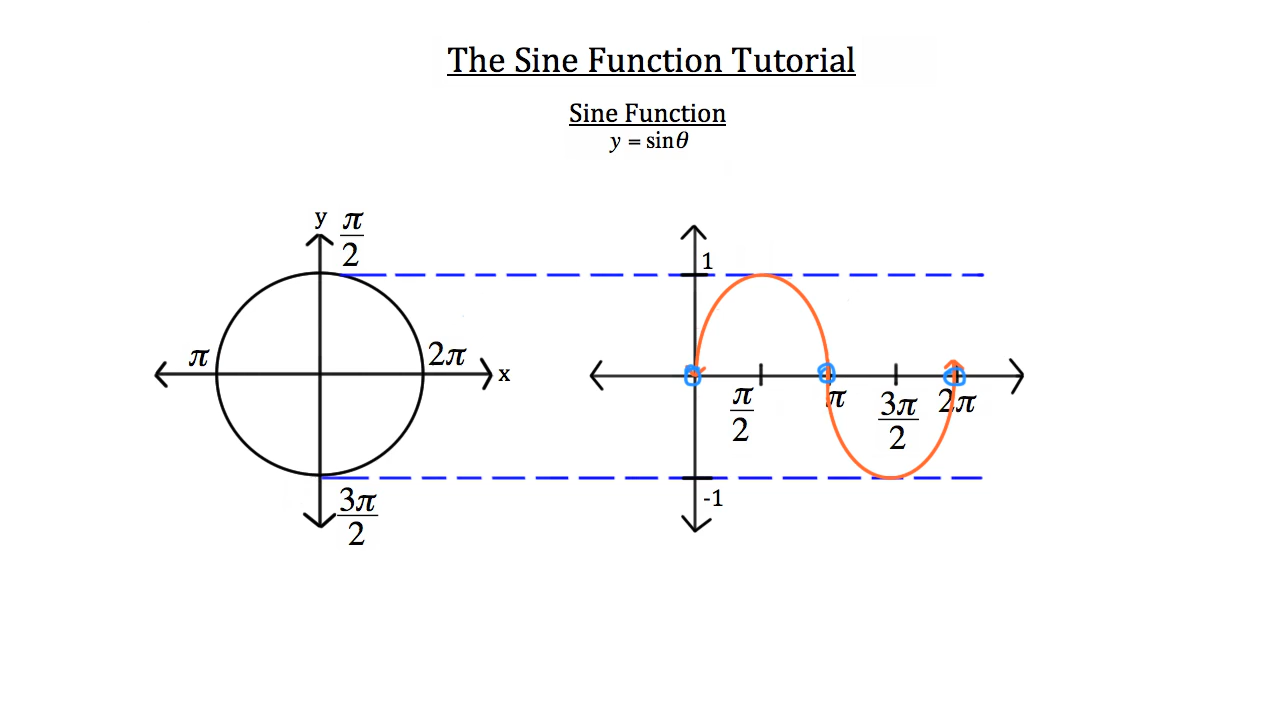 The Sine Function Tutorial
Sine Function
y = sinθ
y
π/2
π
2π
x
3π/2
1
π/2
π
3π/2
2π
-1